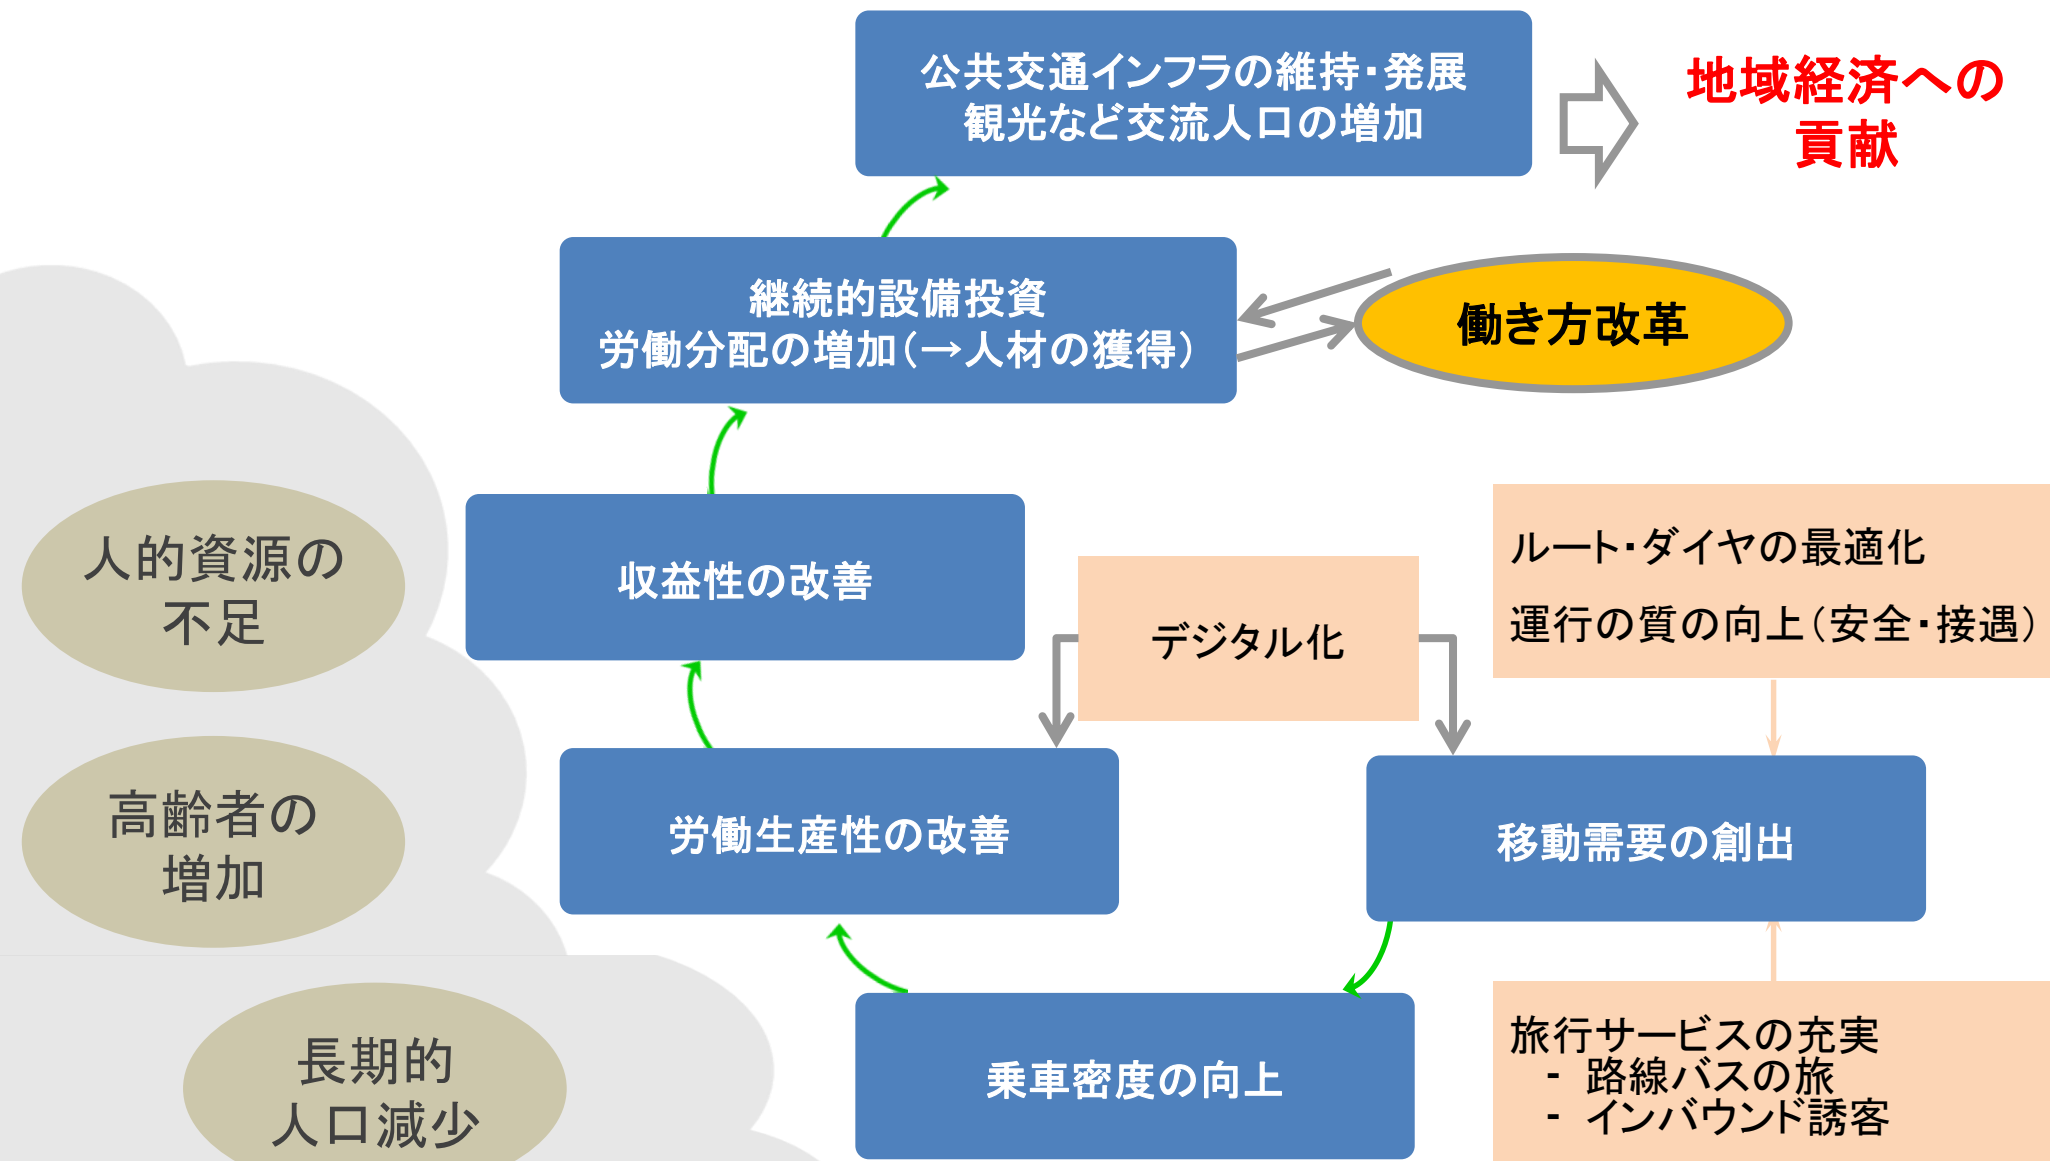 公共交通インフラの維持・発展
観光など交流人口の増加
地域経済への
貢献
継続的設備投資
労働分配の増加(→人材の獲得)
働き方改革
人的資源の
不足
収益性の改善
デジタル化
ルート・ダイヤの最適化
運行の質の向上(安全・接遇)
高齢者の
増加
労働生産性の改善
移動需要の創出
長期的
人口減少
乗車密度の向上
旅行サービスの充実
- 路線バスの旅
- インバウンド誘客